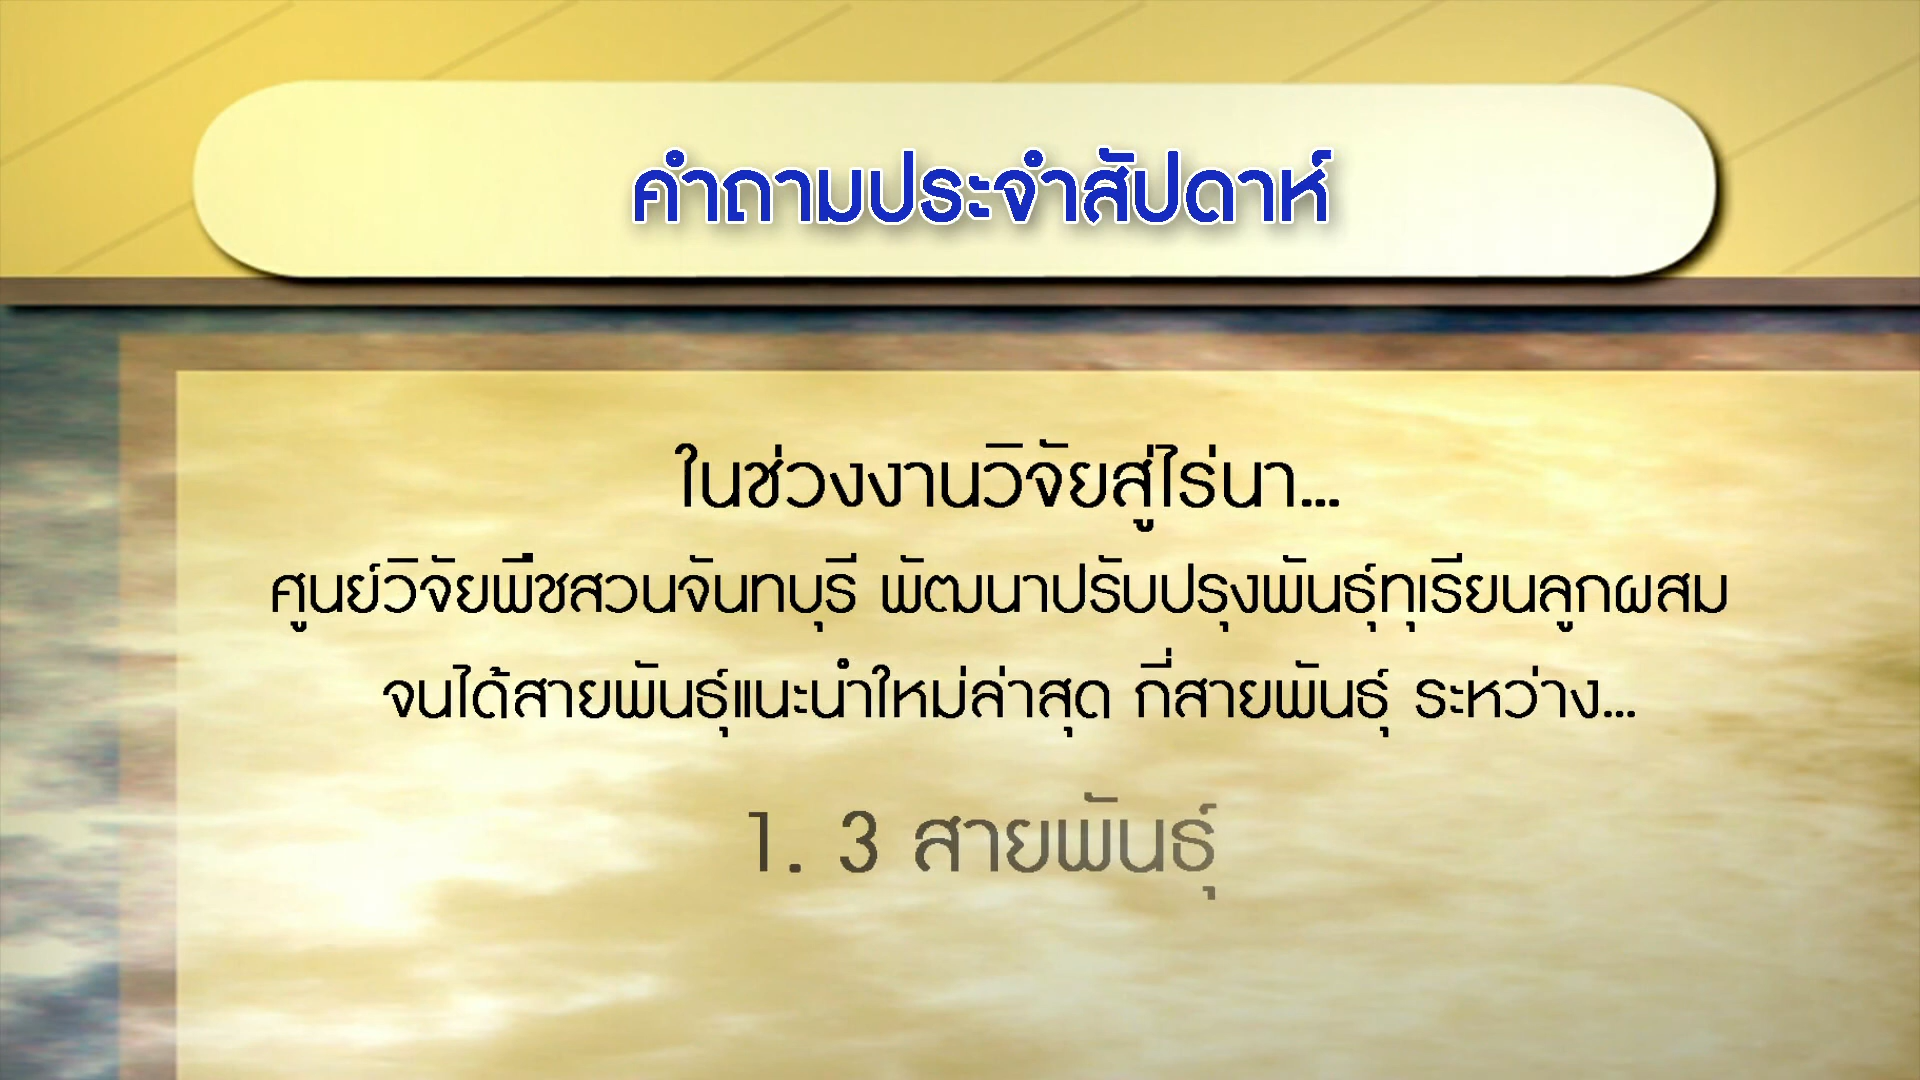 คำถามประจำสัปดาห์
ในช่วงงานวิจัยสู่ไร่นา...
ศูนย์วิจัยพืชสวนจันทบุรี พัฒนาปรับปรุงพันธุ์ทุเรียนลูกผสม
จนได้สายพันธุ์แนะนำใหม่ล่าสุด กี่สายพันธุ์ ระหว่าง...
1. 3 สายพันธุ์